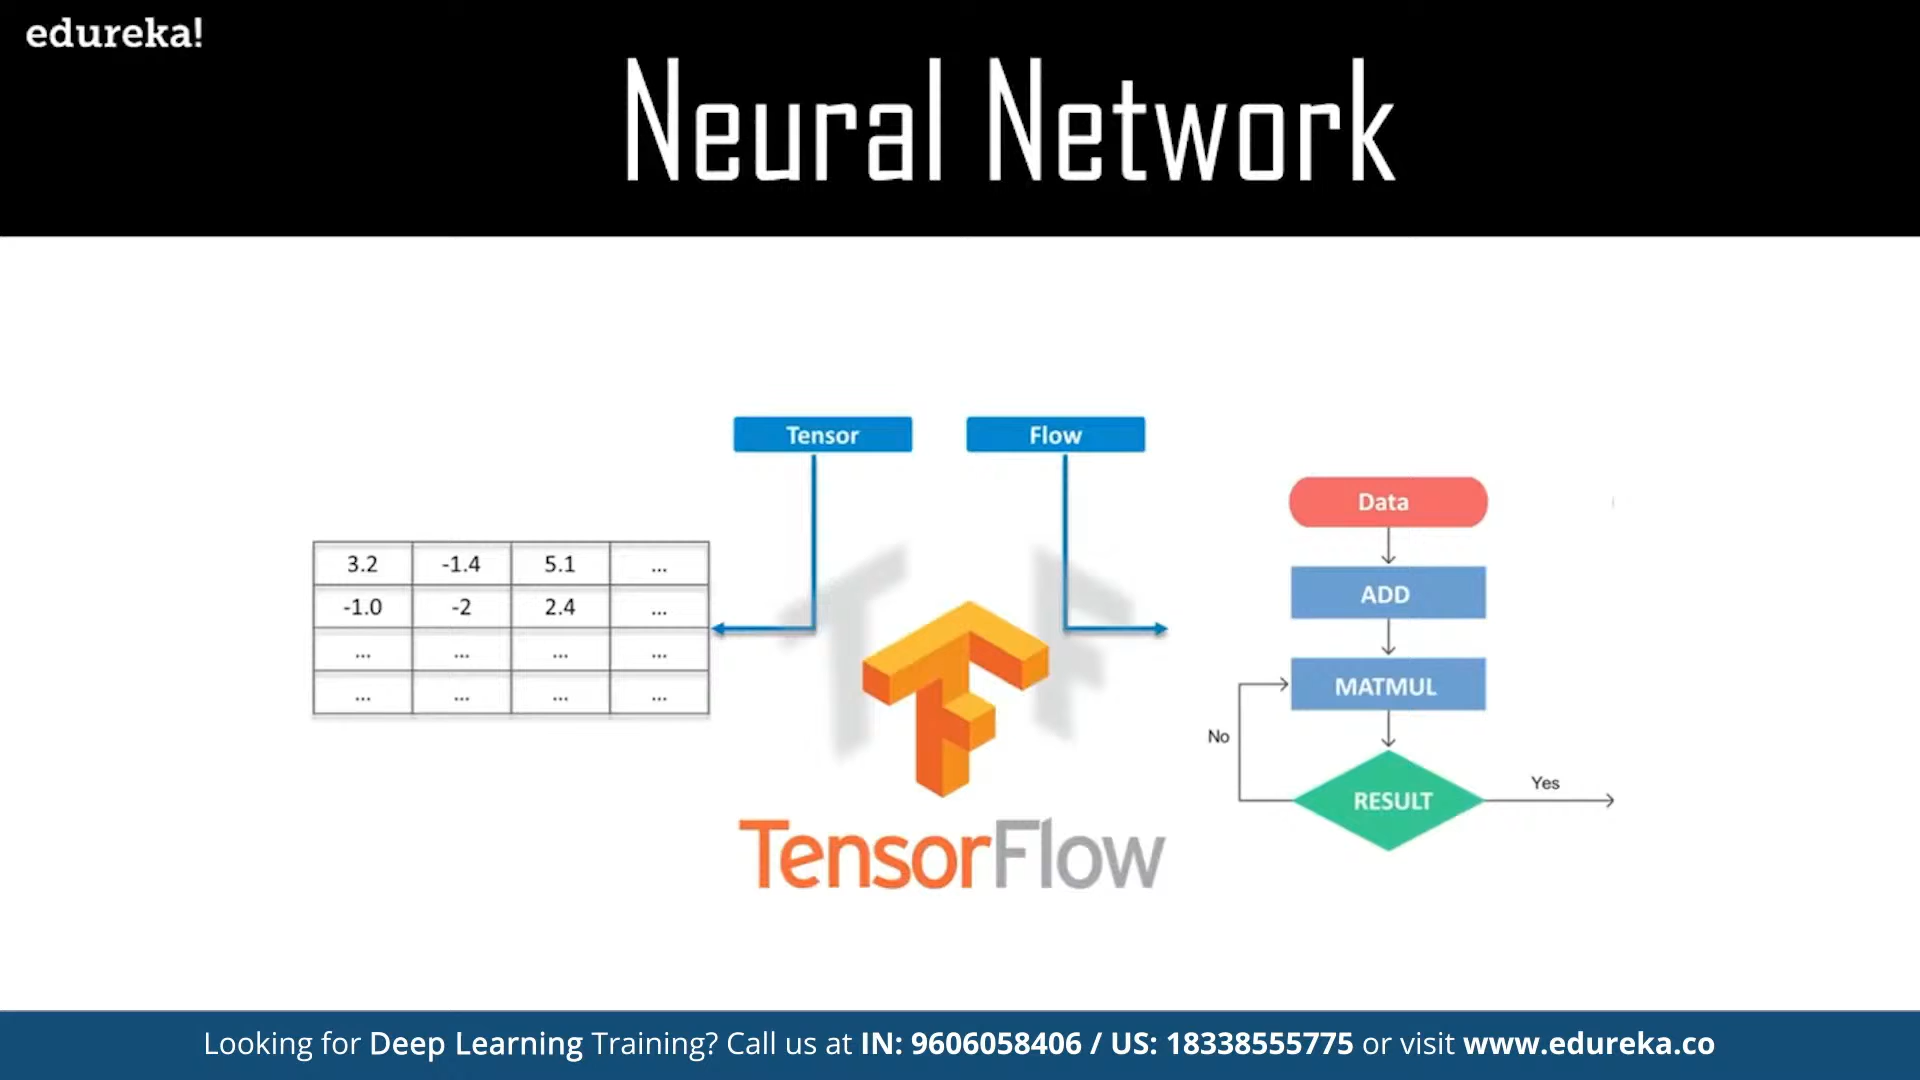 edureka!
Neural Network
Tensor
Flow
3.2 -1.4 5.1 ...
-1.0 -2 2.4 ...
... ... ... ...
... ... ... ...
TensorFlow
Data
ADD
MATMUL
No
RESULT
Yes
Looking for Deep Learning Training? Call us at IN: 9606058406 / US: 18338555775 or visit www.edureka.co